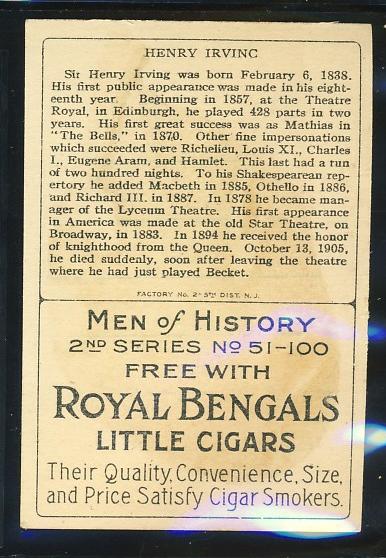 HENRY IRVINC
Sir Henry Irving was born February 6, 1838.
His first public appearance was made in his eight-
eenth year. Beginning in 1857, at the Theatre
Royal, in Edinburgh, he played 428 parts in two
years. His first great success was as Mathias in
"The Bells," in 1870. Other fine impersonations
which succeeded were Richelieu, Louis XI., Charles
I., Eugene Aram, and Hamlet. This last had a run
of two hundred nights. To his Shakespearean rep-
ertory he added Macbeth in 1885, Othello in 1886,
and Richard III. in 1887. In 1878 he became man-
ager of the Lyceum Theatre. His first appearance
in America was made at the old Star Theatre, on
Broadway, in 1883. In 1894 he received the honor
of knighthood from the Queen. October 13, 1905,
he died suddenly, soon after leaving the theatre
where he had just played Becket.
FACTORY No. 2-5TH DIST. N. J.
MEN of HISTORY
2ND SERIES No 51-100
FREE WITH
ROYAL BENGALS
LITTLE CIGARS
Their Quality, Convenience, Size,
and Price Satisfy Cigar Smokers.